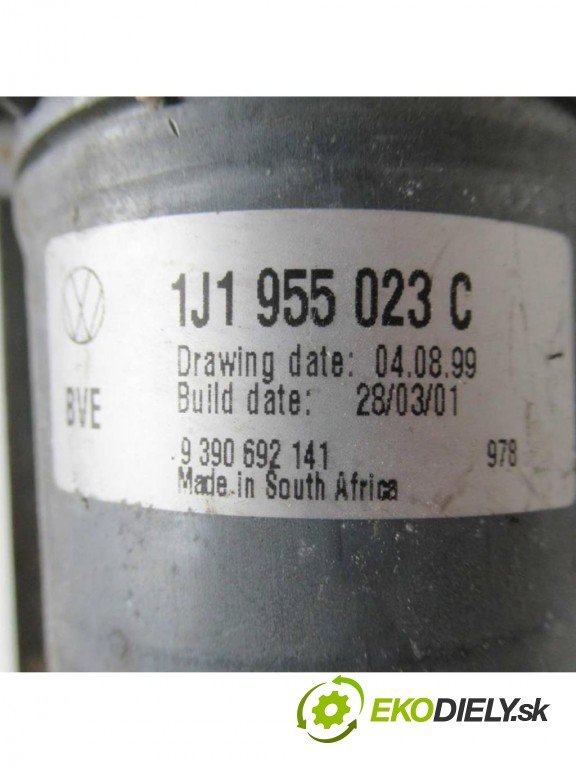 1J1 955 023 C
Drawing date: 04.08.99
BVE Build date: 28/03/01
9 390 692 141 978
Made in South Africa
EKODIELY.sk